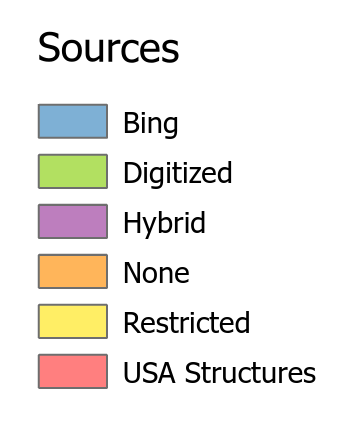 Sources
Bing
Digitized
Hybrid
None
Restricted
USA Structures